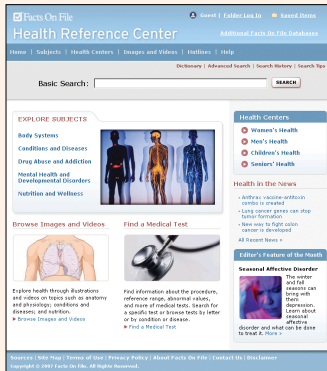 Facts On File
Guest | Folder Log In Saved Items
Health Reference Center
Additional Facts On File Databases
Home | Subjects | Health Centers | Images and Videos | Hotlines | Help
Dictionary | Advanced Search | Search History | Search Tips
Basic Search: SEARCH
EXPLORE SUBJECTS
Body Systems
Conditions and Diseases
Drug Abuse and Addiction
Mental Health and
Developmental Disorders
Nutrition and Wellness
Health Centers
Women's Health
Men's Health
Children's Health
Seniors' Health
Health in the News
Anthrax vaccine-antitoxin
combo is created
Lung cancer genes can stop
tumor formation
New way to fight colon
cancer is developed
All Recent News »
Browse Images and Videos
Explore health through illustrations
and videos on topics such as anatomy
and physiology; conditions and
diseases; and nutrition.
Browse Images and Videos
Find a Medical Test
Find information about the procedure,
reference range, abnormal values,
and more of medical tests. Search for
a specific test or browse tests by letter
or by condition or disease.
Find a Medical Test
Editor's Feature of the Month
Seasonal Affective Disorder
The winter
and fall
seasons can
bring with
them
depression.
Learn about
seasonal
affective
disorder and what can be done
to treat it. More »
Sources | Site Map | Terms of Use | Privacy Policy | About Facts On File | Contact Us | Disclaimer
Copyright © 2007 Facts On File. All Rights Reserved.